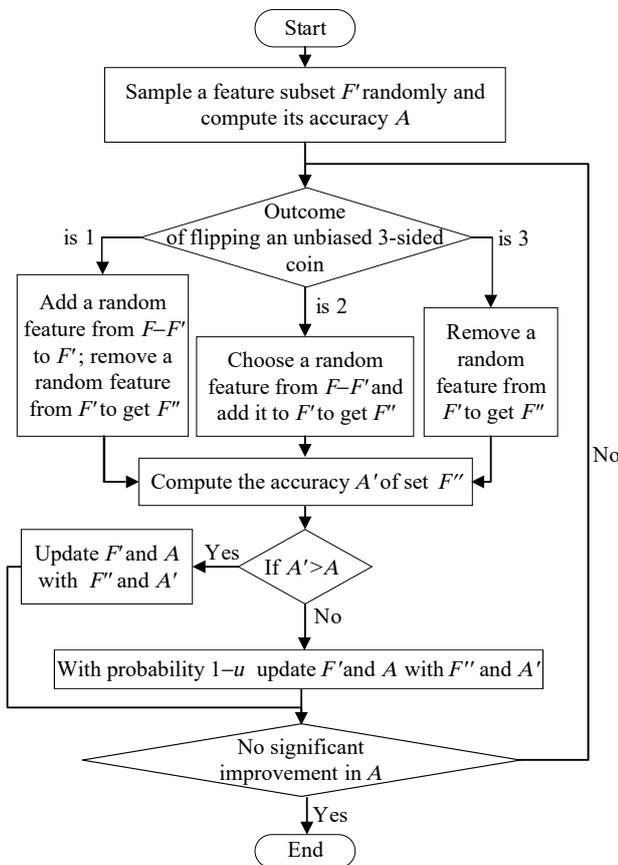 Start
Sample a feature subset F′ randomly and
compute its accuracy A
Outcome
of flipping an unbiased 3-sided
coin
is 1
is 2
is 3
Add a random
feature from F–F′
to F′; remove a
random feature
from F′ to get F′′
Choose a random
feature from F–F′ and
add it to F′ to get F′′
Remove a
random
feature from
F′ to get F′′
No
Compute the accuracy A′ of set F′′
If A′>A
Yes
Update F′ and A
with F′′ and A′
No
With probability 1–u update F′ and A with F′′ and A′
No significant
improvement in A
Yes
End